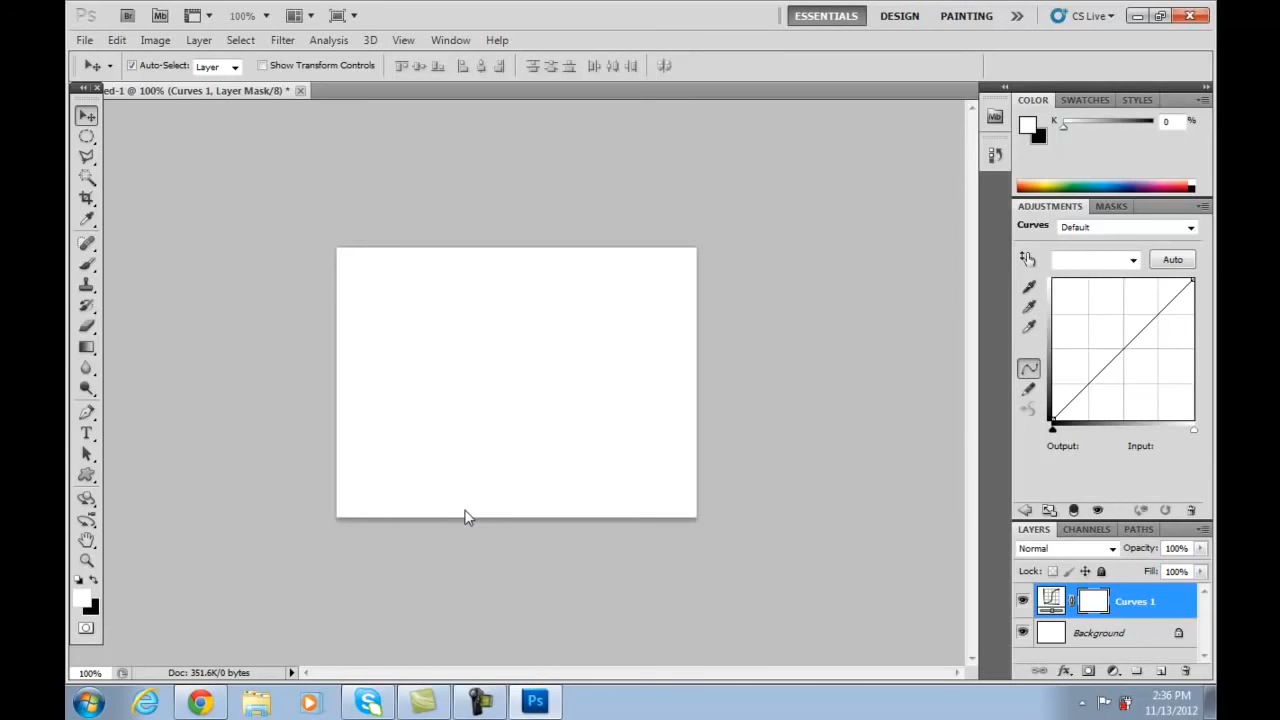 Ps Br Mb 100% ESSENTIALS DESIGN PAINTING CS Live
File Edit Image Layer Select Filter Analysis 3D View Window Help
Auto-Select: Layer Show Transform Controls
ed-1 @ 100% (Curves 1, Layer Mask/8) *
COLOR SWATCHES STYLES
Mb
K 0 %
ADJUSTMENTS MASKS
Curves Default
Auto
T
Output: Input:
LAYERS CHANNELS PATHS
Normal Opacity: 100%
Lock: Fill: 100%
Curves 1
Background
fx
100% Doc: 351.6K/0 bytes
Ps
2:36 PM
11/13/2012